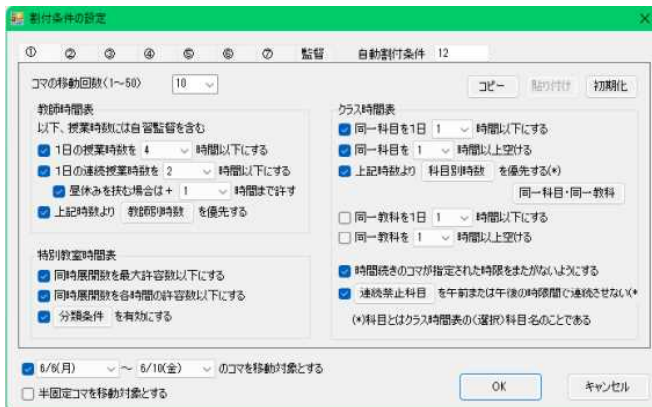 割付条件の設定
① ② ③ ④ ⑤ ⑥ ⑦ 監督 自動割付条件 12
コマの移動回数(1～50) 10
コピー 貼り付け 初期化
教師時間表
以下、授業時数には自習監督を含む
1日の授業時数を 4 時間以下にする
1日の連続授業時数を 2 時間以下にする
昼休みを挟む場合は+ 1 時間まで許す
上記時数より 教師別時数 を優先する
特別教室時間表
同時展開数を最大許容数以下にする
同時展開数を各時間の許容数以下にする
分類条件 を有効にする
クラス時間表
同一科目を1日 1 時間以下にする
同一科目を 1 時間以上空ける
上記時数より 科目別時数 を優先する(*)
同一科目・同一教科
同一教科を1日 1 時間以下にする
同一教科を 1 時間以上空ける
時間続きのコマが指定された時限をまたがないようにする
連続禁止科目 を午前または午後の時限間で連続させない(*
(*)科目とはクラス時間表の(選択)科目名のことである
6/6(月) ～ 6/10(金) のコマを移動対象とする
半固定コマを移動対象とする
OK キャンセル